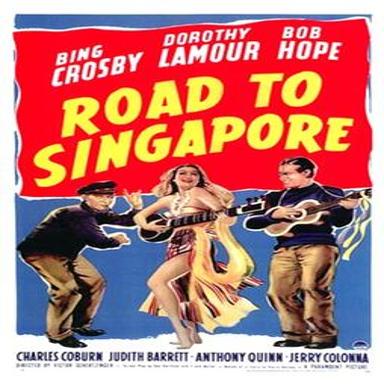 BING DOROTHY BOB
CROSBY LAMOUR HOPE
ROAD TO
SINGAPORE
CHARLES COBURN JUDITH BARRETT · ANTHONY QUINN · JERRY COLONNA
DIRECTED BY VICTOR SCHERTZINGER
A PARAMOUNT PICTURE